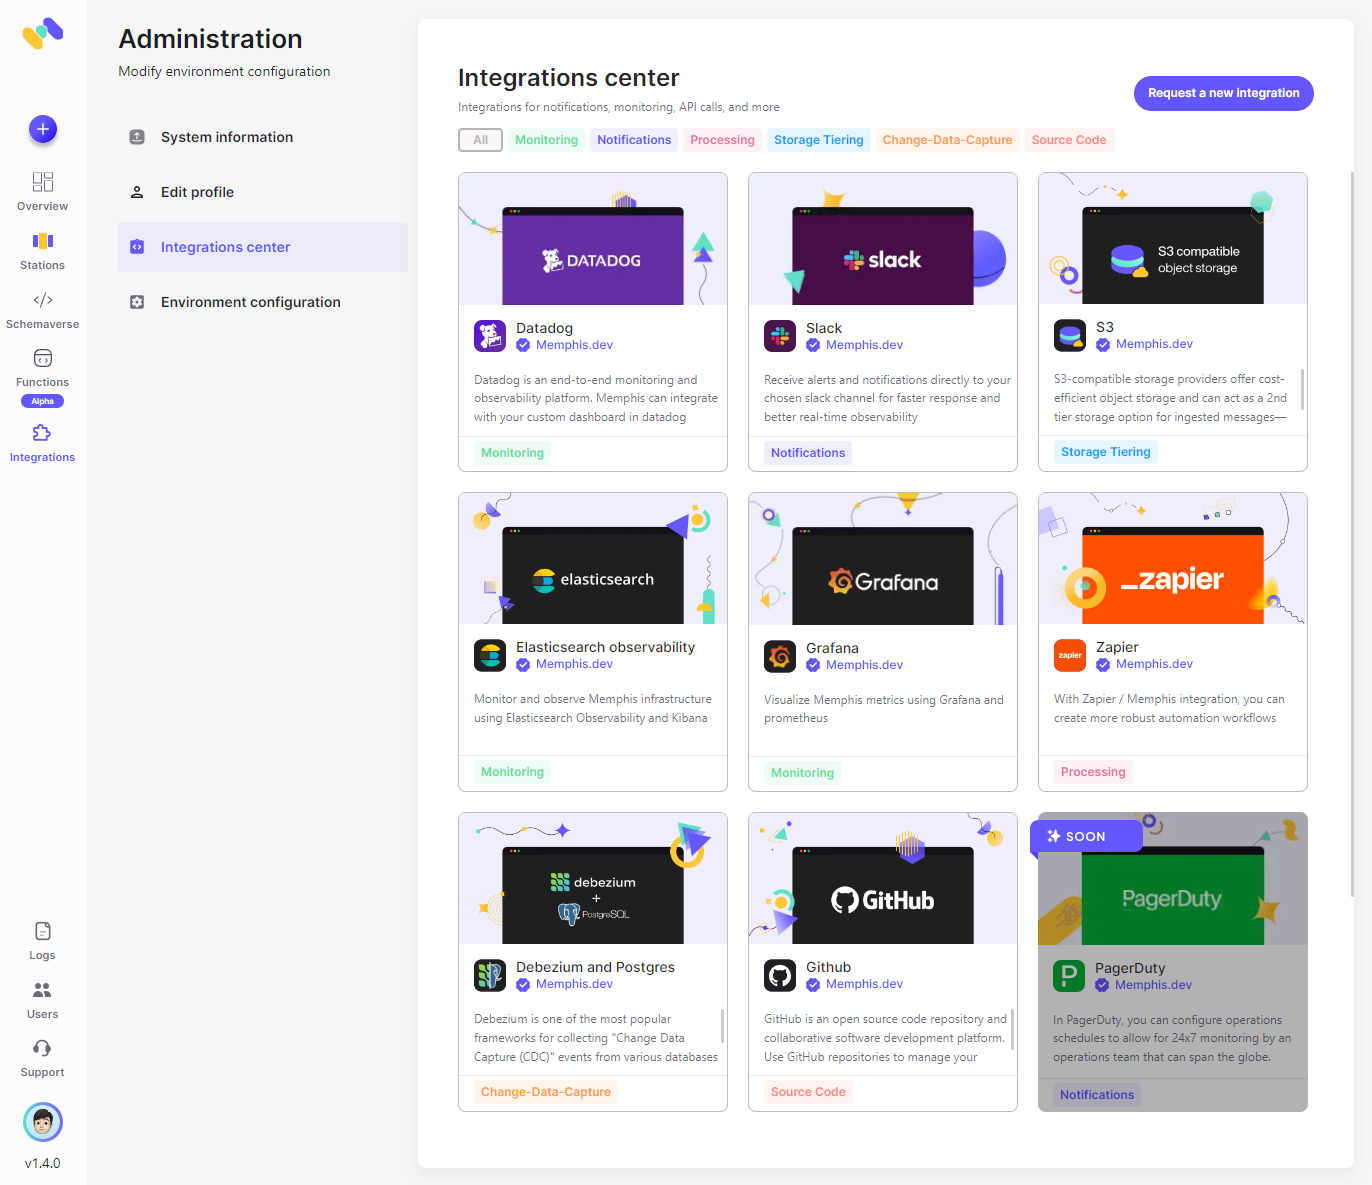 Administration
Modify environment configuration
System information
Edit profile
Integrations center
Environment configuration
Overview
Stations
Schemaverse
Functions
Alpha
Integrations
Logs
Users
Support
v1.4.0
Integrations center
Integrations for notifications, monitoring, API calls, and more
Request a new integration
All Monitoring Notifications Processing Storage Tiering Change-Data-Capture Source Code
DATADOG
Datadog
Memphis.dev
Datadog is an end-to-end monitoring and
observability platform. Memphis can integrate
with your custom dashboard in datadog
Monitoring
slack
Slack
Memphis.dev
Receive alerts and notifications directly to your
chosen slack channel for faster response and
better real-time observability
Notifications
S3 compatible
object storage
S3
Memphis.dev
S3-compatible storage providers offer cost-
efficient object storage and can act as a 2nd
tier storage option for ingested messages—
Storage Tiering
elasticsearch
Elasticsearch observability
Memphis.dev
Monitor and observe Memphis infrastructure
using Elasticsearch Observability and Kibana
Monitoring
Grafana
Grafana
Memphis.dev
Visualize Memphis metrics using Grafana and
prometheus
Monitoring
_zapier
zapier
Zapier
Memphis.dev
With Zapier / Memphis integration, you can
create more robust automation workflows
Processing
debezium
+
PostgreSQL
Debezium and Postgres
Memphis.dev
Debezium is one of the most popular
frameworks for collecting "Change Data
Capture (CDC)" events from various databases
Change-Data-Capture
GitHub
Github
Memphis.dev
GitHub is an open source code repository and
collaborative software development platform.
Use GitHub repositories to manage your
Source Code
SOON
PagerDuty
P
PagerDuty
Memphis.dev
In PagerDuty, you can configure operations
schedules to allow for 24x7 monitoring by an
operations team that can span the globe.
Notifications